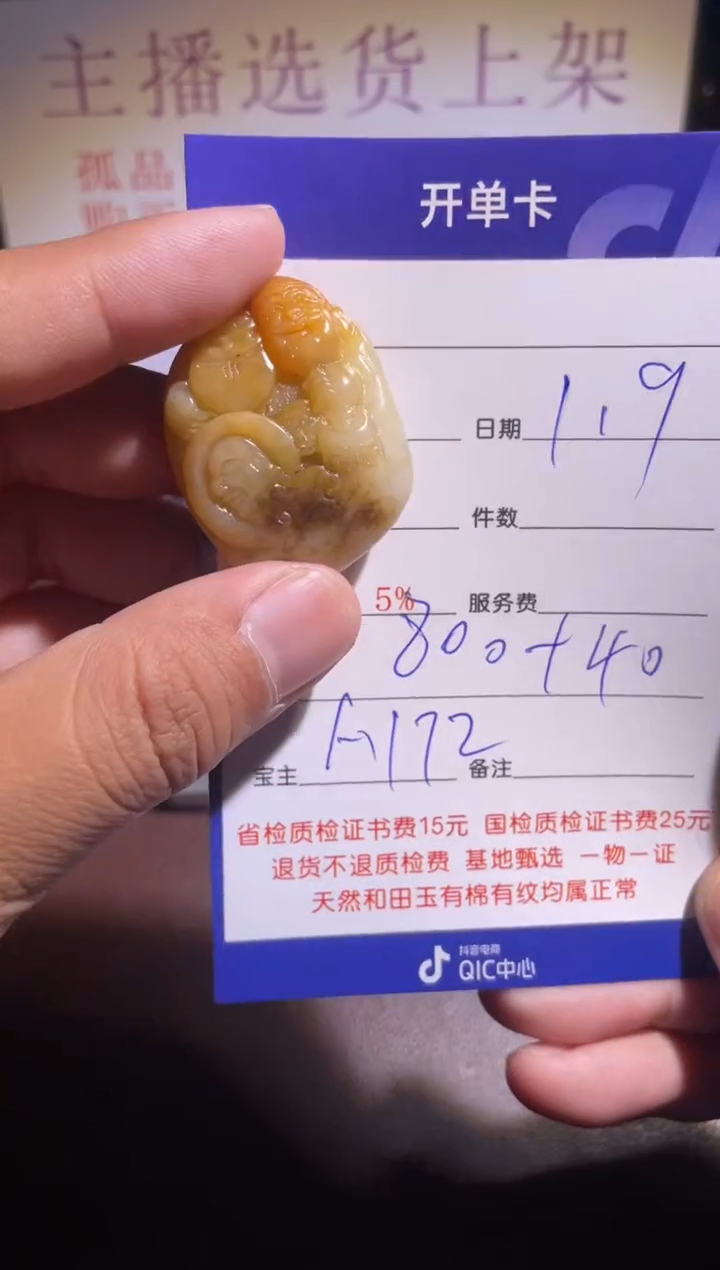 主播选货上架
孤品
开单卡
日期 1.9
件数
5% 服务费
800+40
宝主 A172 备注
省检质检证书费15元 国检质检证书费25元
退货不退质检费 基地甄选 一物一证
天然和田玉有棉有纹均属正常
抖音电商
QIC中心